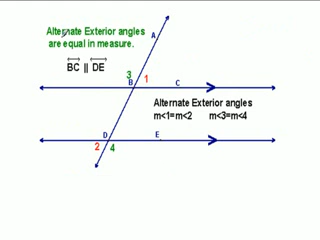 Alternate Exterior angles
are equal in measure.
A
BC || DE
3
1
B
C
Alternate Exterior angles
m<1=m<2 m<3=m<4
D
E
2
4